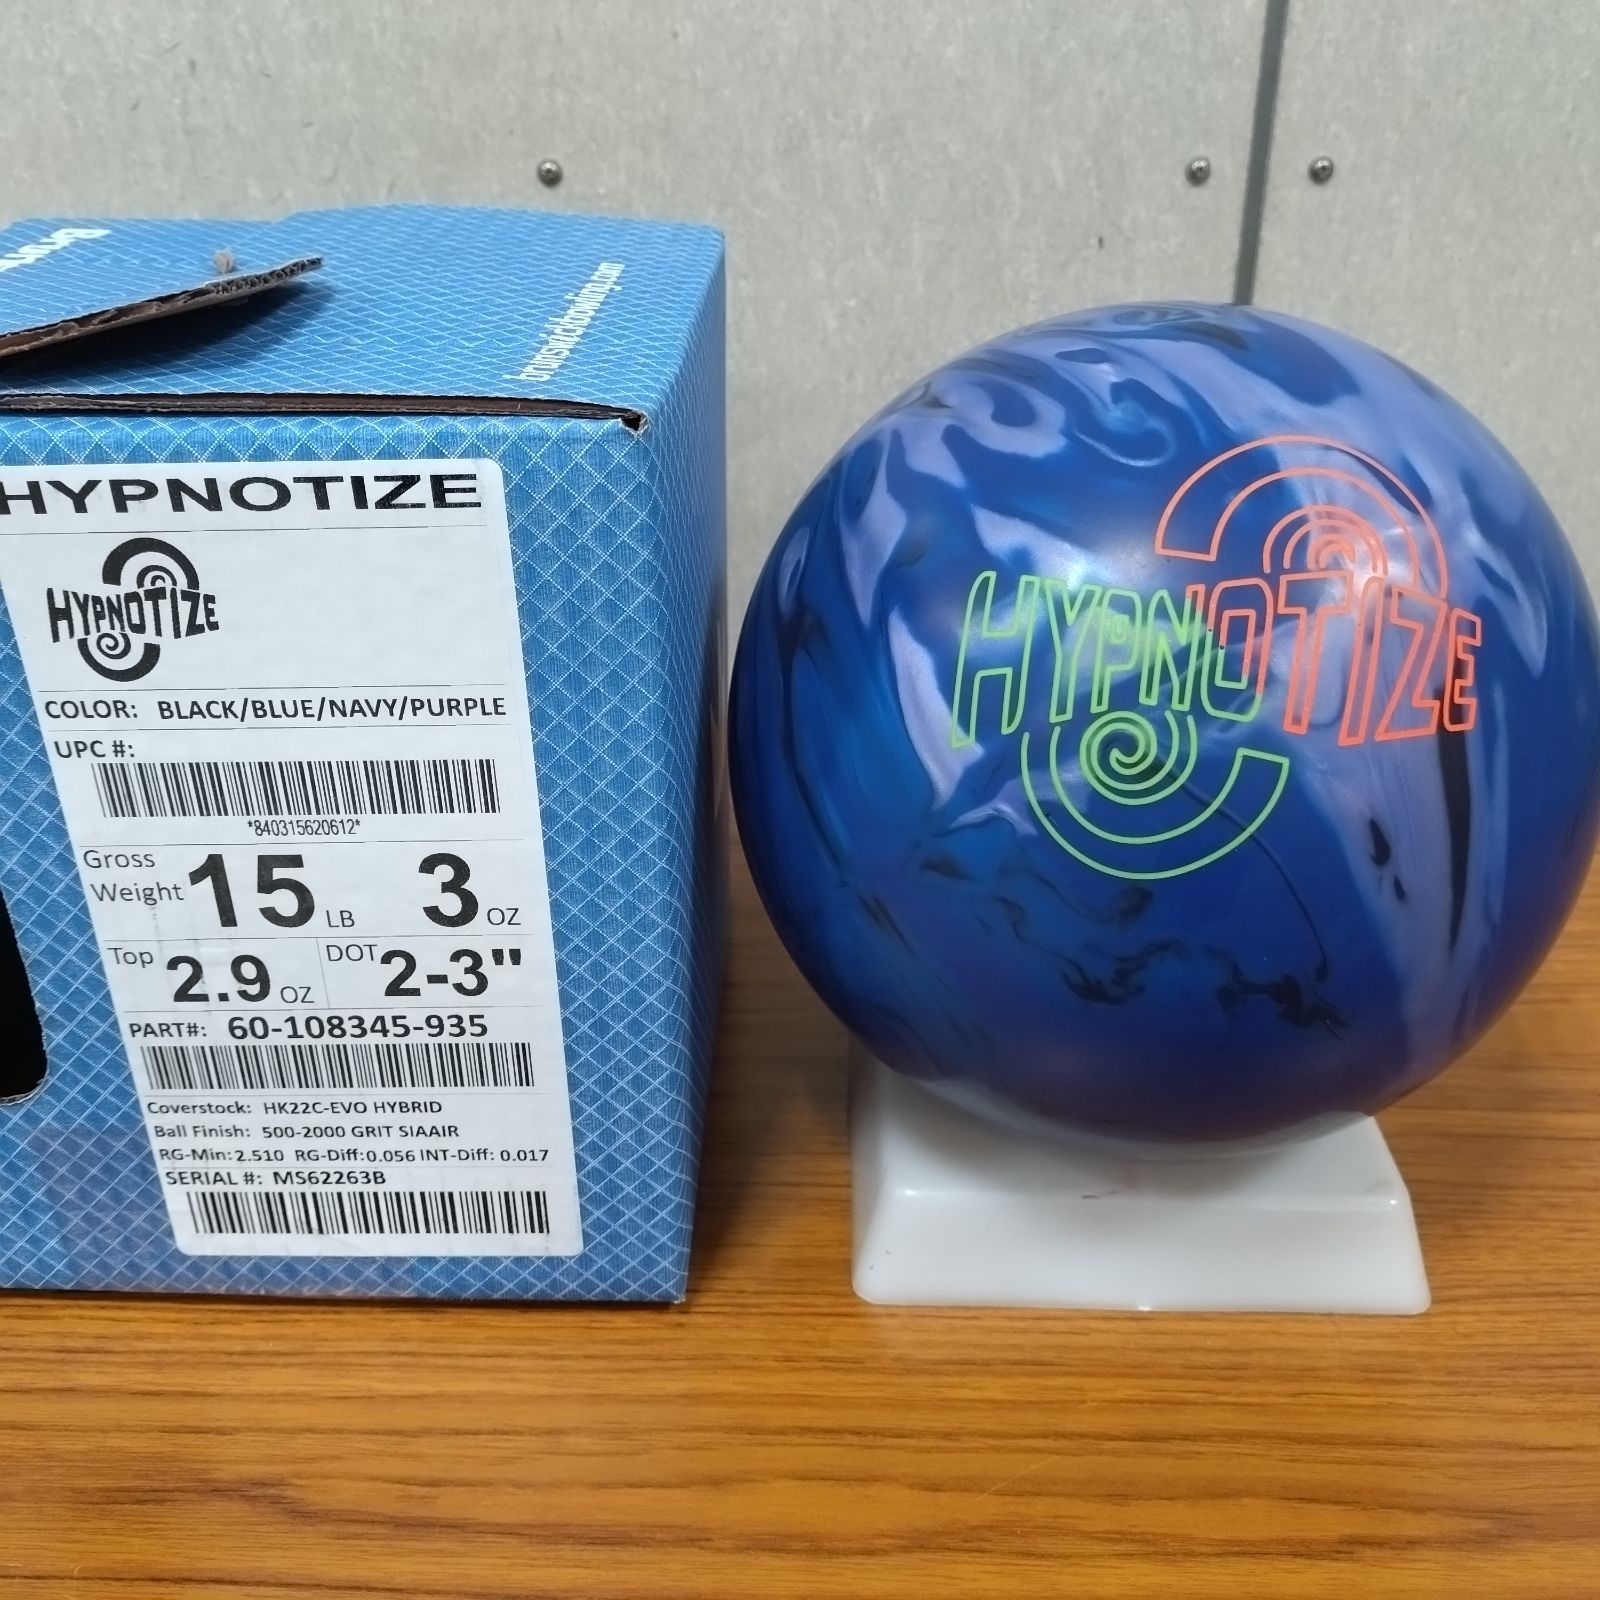 brunswickbowling.com
HYPNOTIZE
HYPNOTIZE
COLOR: BLACK/BLUE/NAVY/PURPLE
UPC #:
*840315620612*
Gross Weight 15 LB 3 OZ
Top 2.9 OZ DOT 2-3"
PART#: 60-108345-935
Coverstock: HK22C-EVO HYBRID
Ball Finish: 500-2000 GRIT SIAAIR
RG-Min: 2.510 RG-Diff: 0.056 INT-Diff: 0.017
SERIAL #: MS62263B
HYPNOTIZE